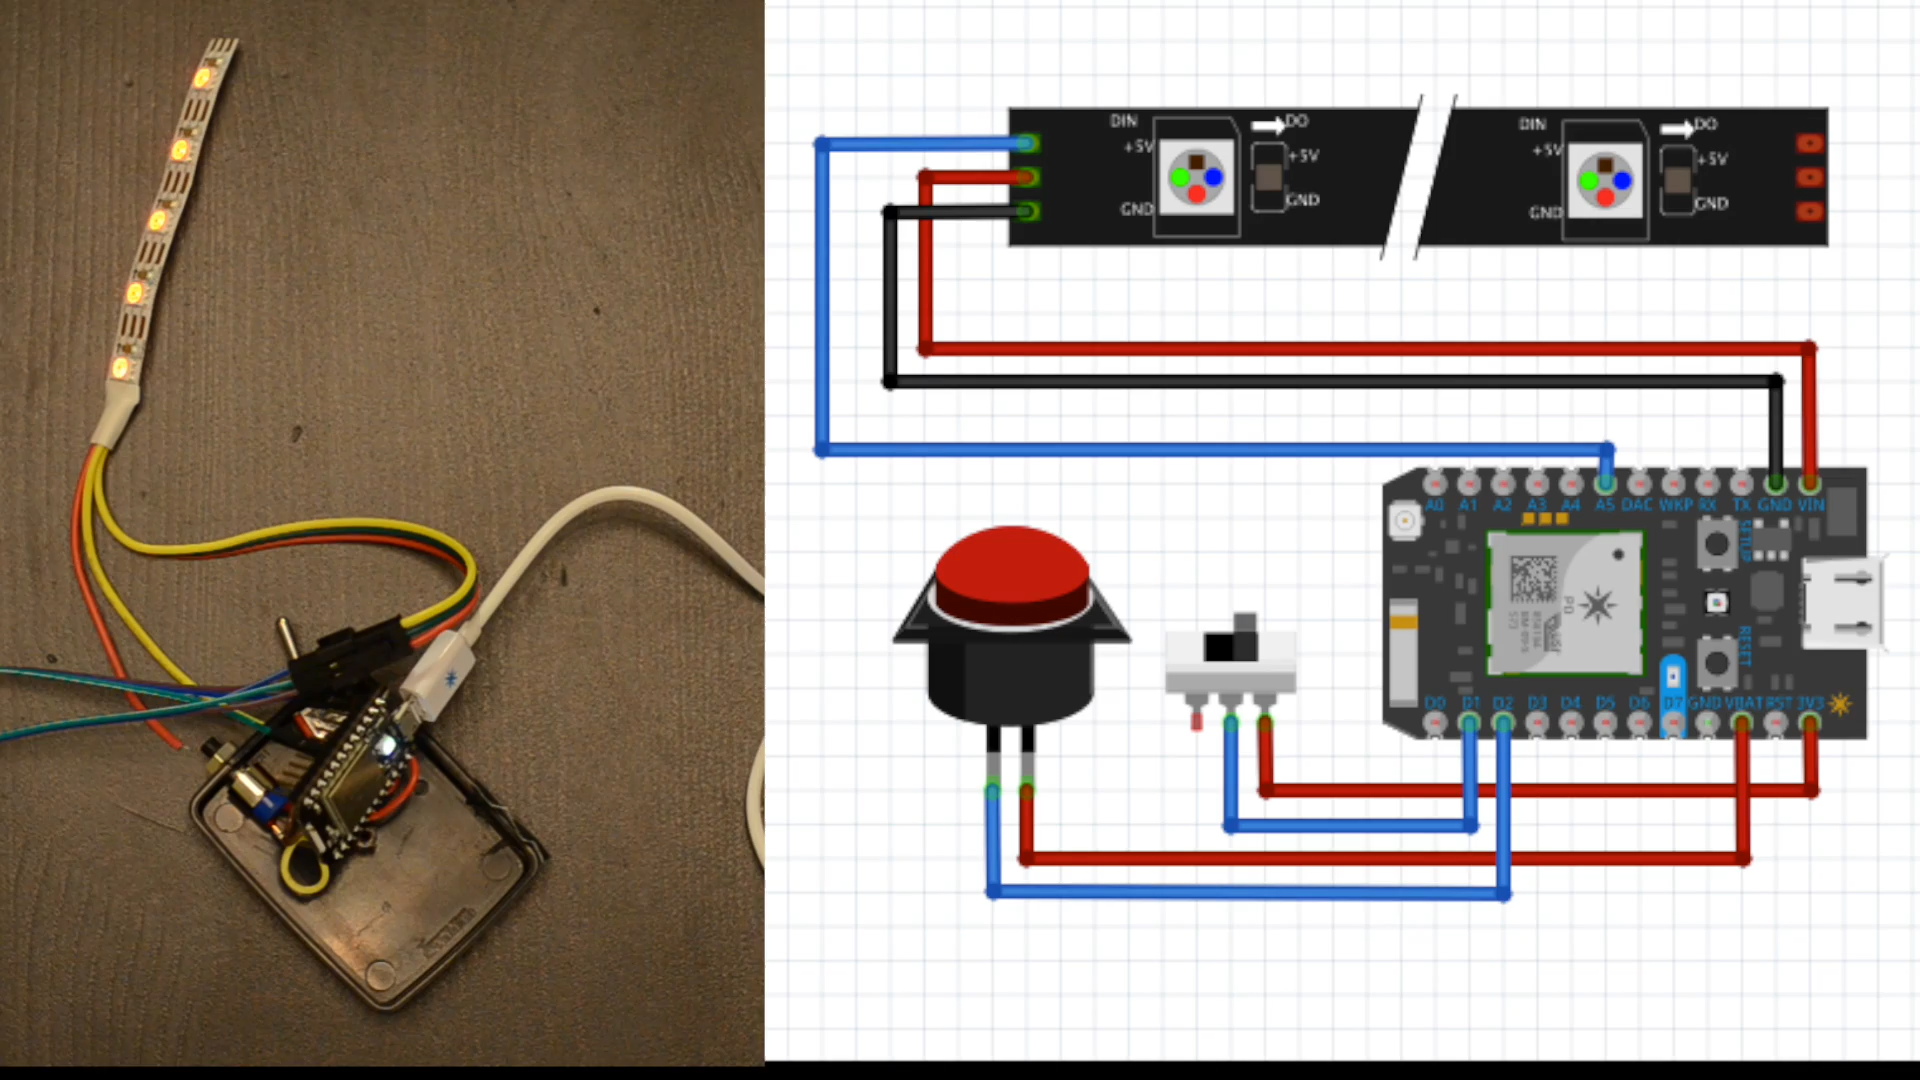 DIN
DO
+5V
+5V
GND
GND
DIN
DO
+5V
+5V
GND
GND
A0 A1 A2 A3 A4 A5 DAC WKP RX TX GND VIN
SETUP
P0
RESET
D0 D1 D2 D3 D4 D5 D6 D7 GND VBAT RST 3V3